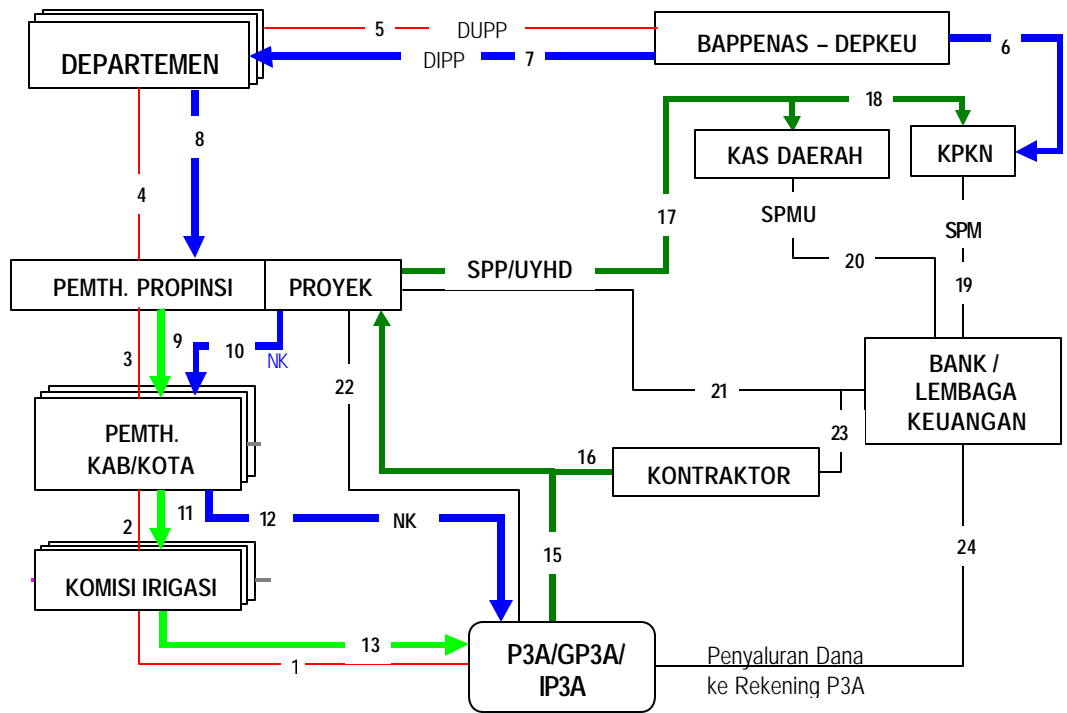 5 DUPP
DEPARTEMEN
BAPPENAS – DEPKEU
6
DIPP 7
8
18
KAS DAERAH
KPKN
4
17
SPMU
SPM
20
19
PEMTH. PROPINSI
PROYEK
SPP/UYHD
9
10
NK
3
22
21
BANK /
LEMBAGA
KEUANGAN
23
PEMTH.
KAB/KOTA
16
KONTRAKTOR
2
11
12
NK
15
24
KOMISI IRIGASI
13
1
P3A/GP3A/
IP3A
Penyaluran Dana
ke Rekening P3A